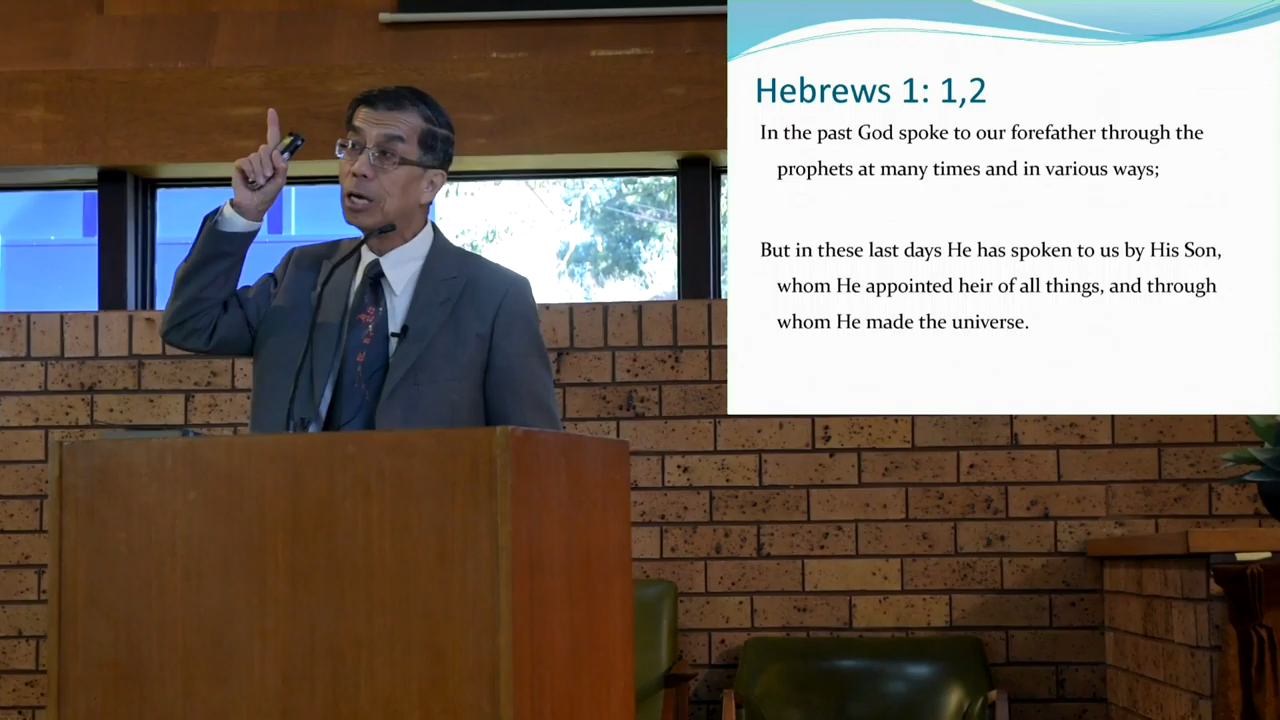 Hebrews 1: 1,2
In the past God spoke to our forefather through the
prophets at many times and in various ways;
But in these last days He has spoken to us by His Son,
whom He appointed heir of all things, and through
whom He made the universe.